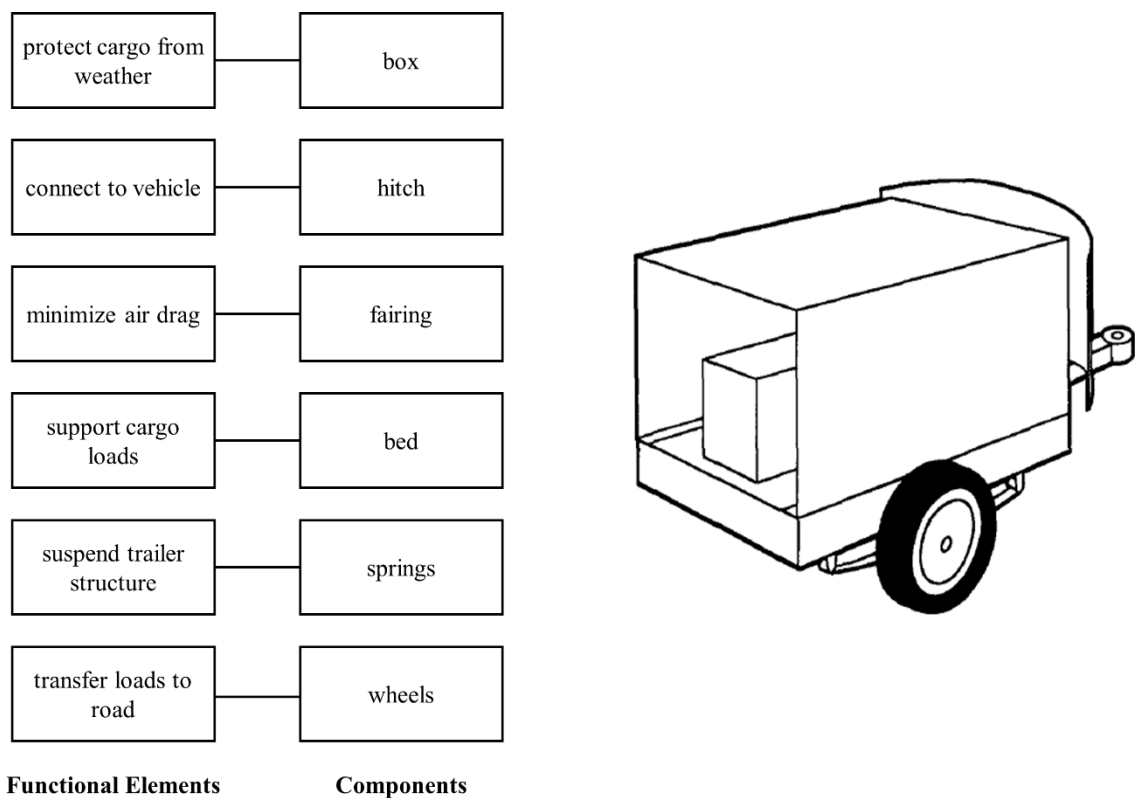 protect cargo from
weather
box
connect to vehicle
hitch
minimize air drag
fairing
support cargo
loads
bed
suspend trailer
structure
springs
transfer loads to
road
wheels
Functional Elements
Components